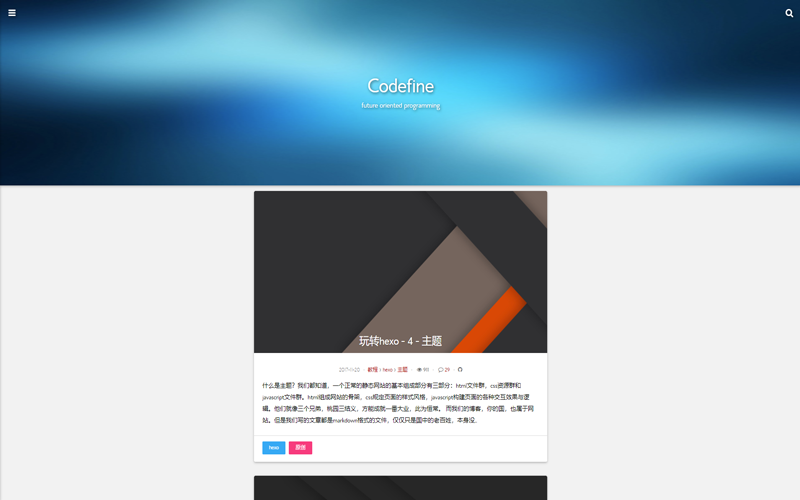 Codefine
future oriented programming
玩转hexo - 4 - 主题
教程 hexo 主题
29
什么是主题？我们都知道，一个正常的静态网站的基本组成部分有三部分：html文件群，css资源群和
javascript文件群。html组成网站的骨架，css规定页面的样式风格，javascript构建页面的各种交互效果与逻
辑。他们就像三个兄弟，桃园三结义，方能成就一番大业，此为恒常。 而我们的博客，你的国，也属于网
站。但是我们写的文章都是markdown格式的文件，仅仅只是国中的老百姓，本身没..
hexo
原创